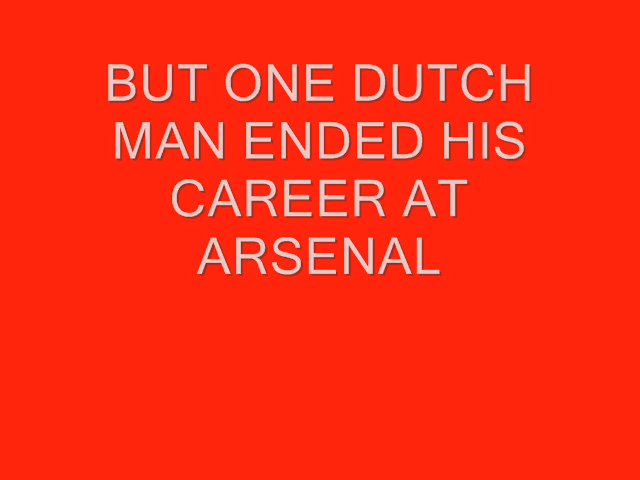 BUT ONE DUTCH
MAN ENDED HIS
CAREER AT
ARSENAL